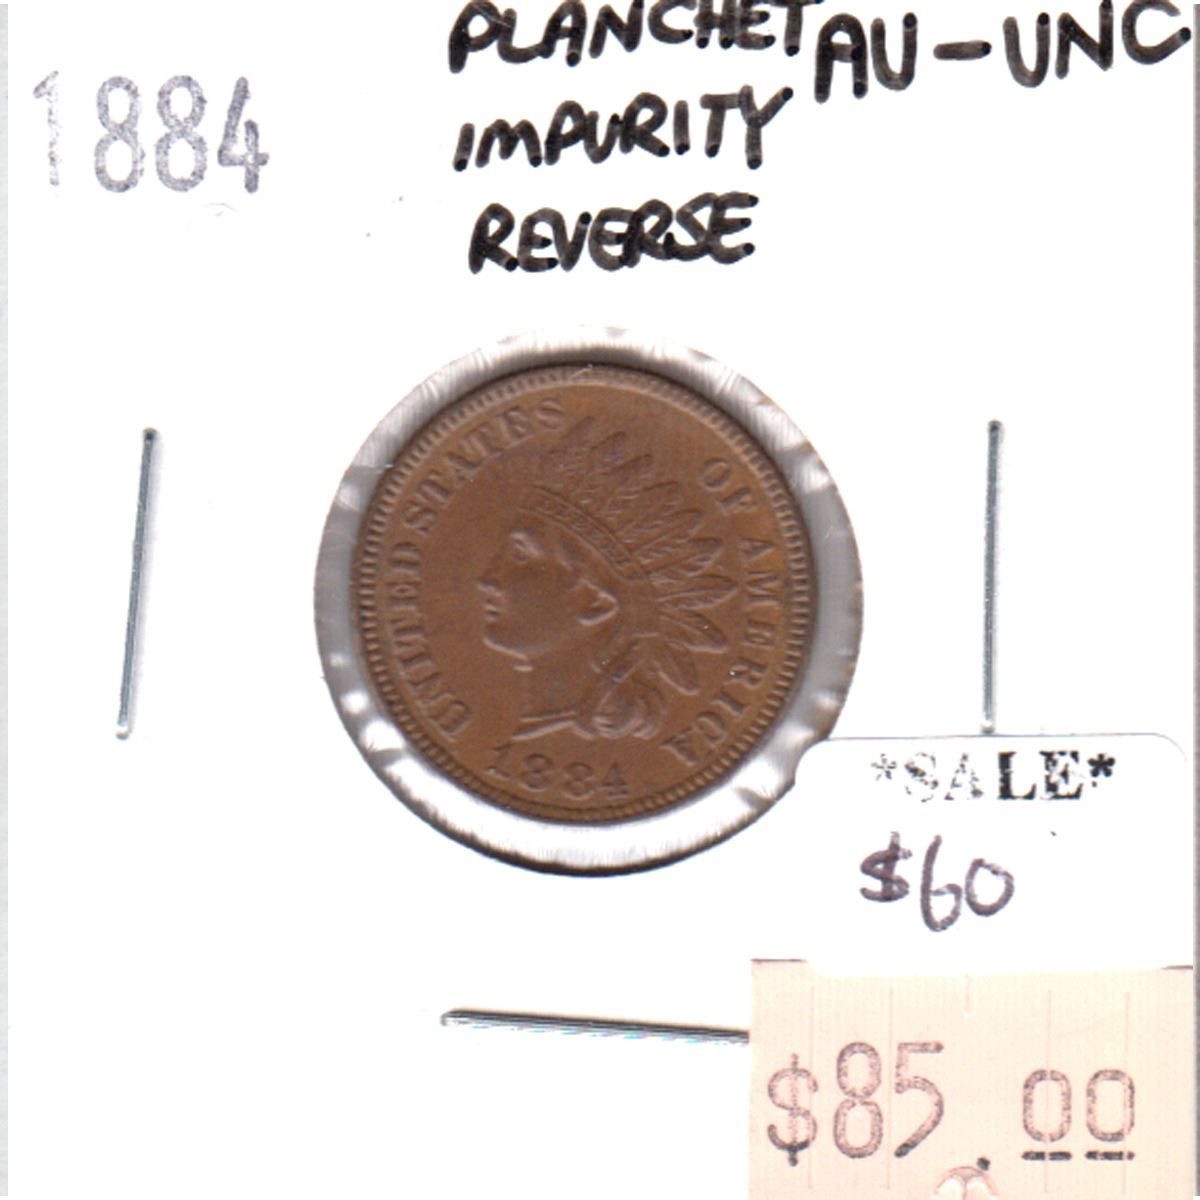 1884
PLANCHET AU-UNC
IMPURITY
REVERSE
UNITED STATES OF AMERICA
1884
*SALE*
$60
$85.00